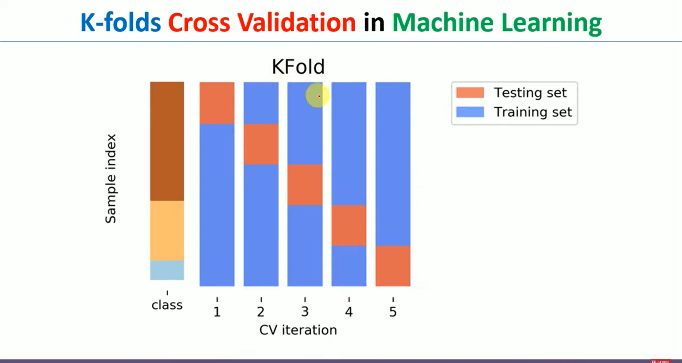 K-folds Cross Validation in Machine Learning
KFold
Testing set
Training set
Sample index
class
1 2 3 4 5
CV iteration